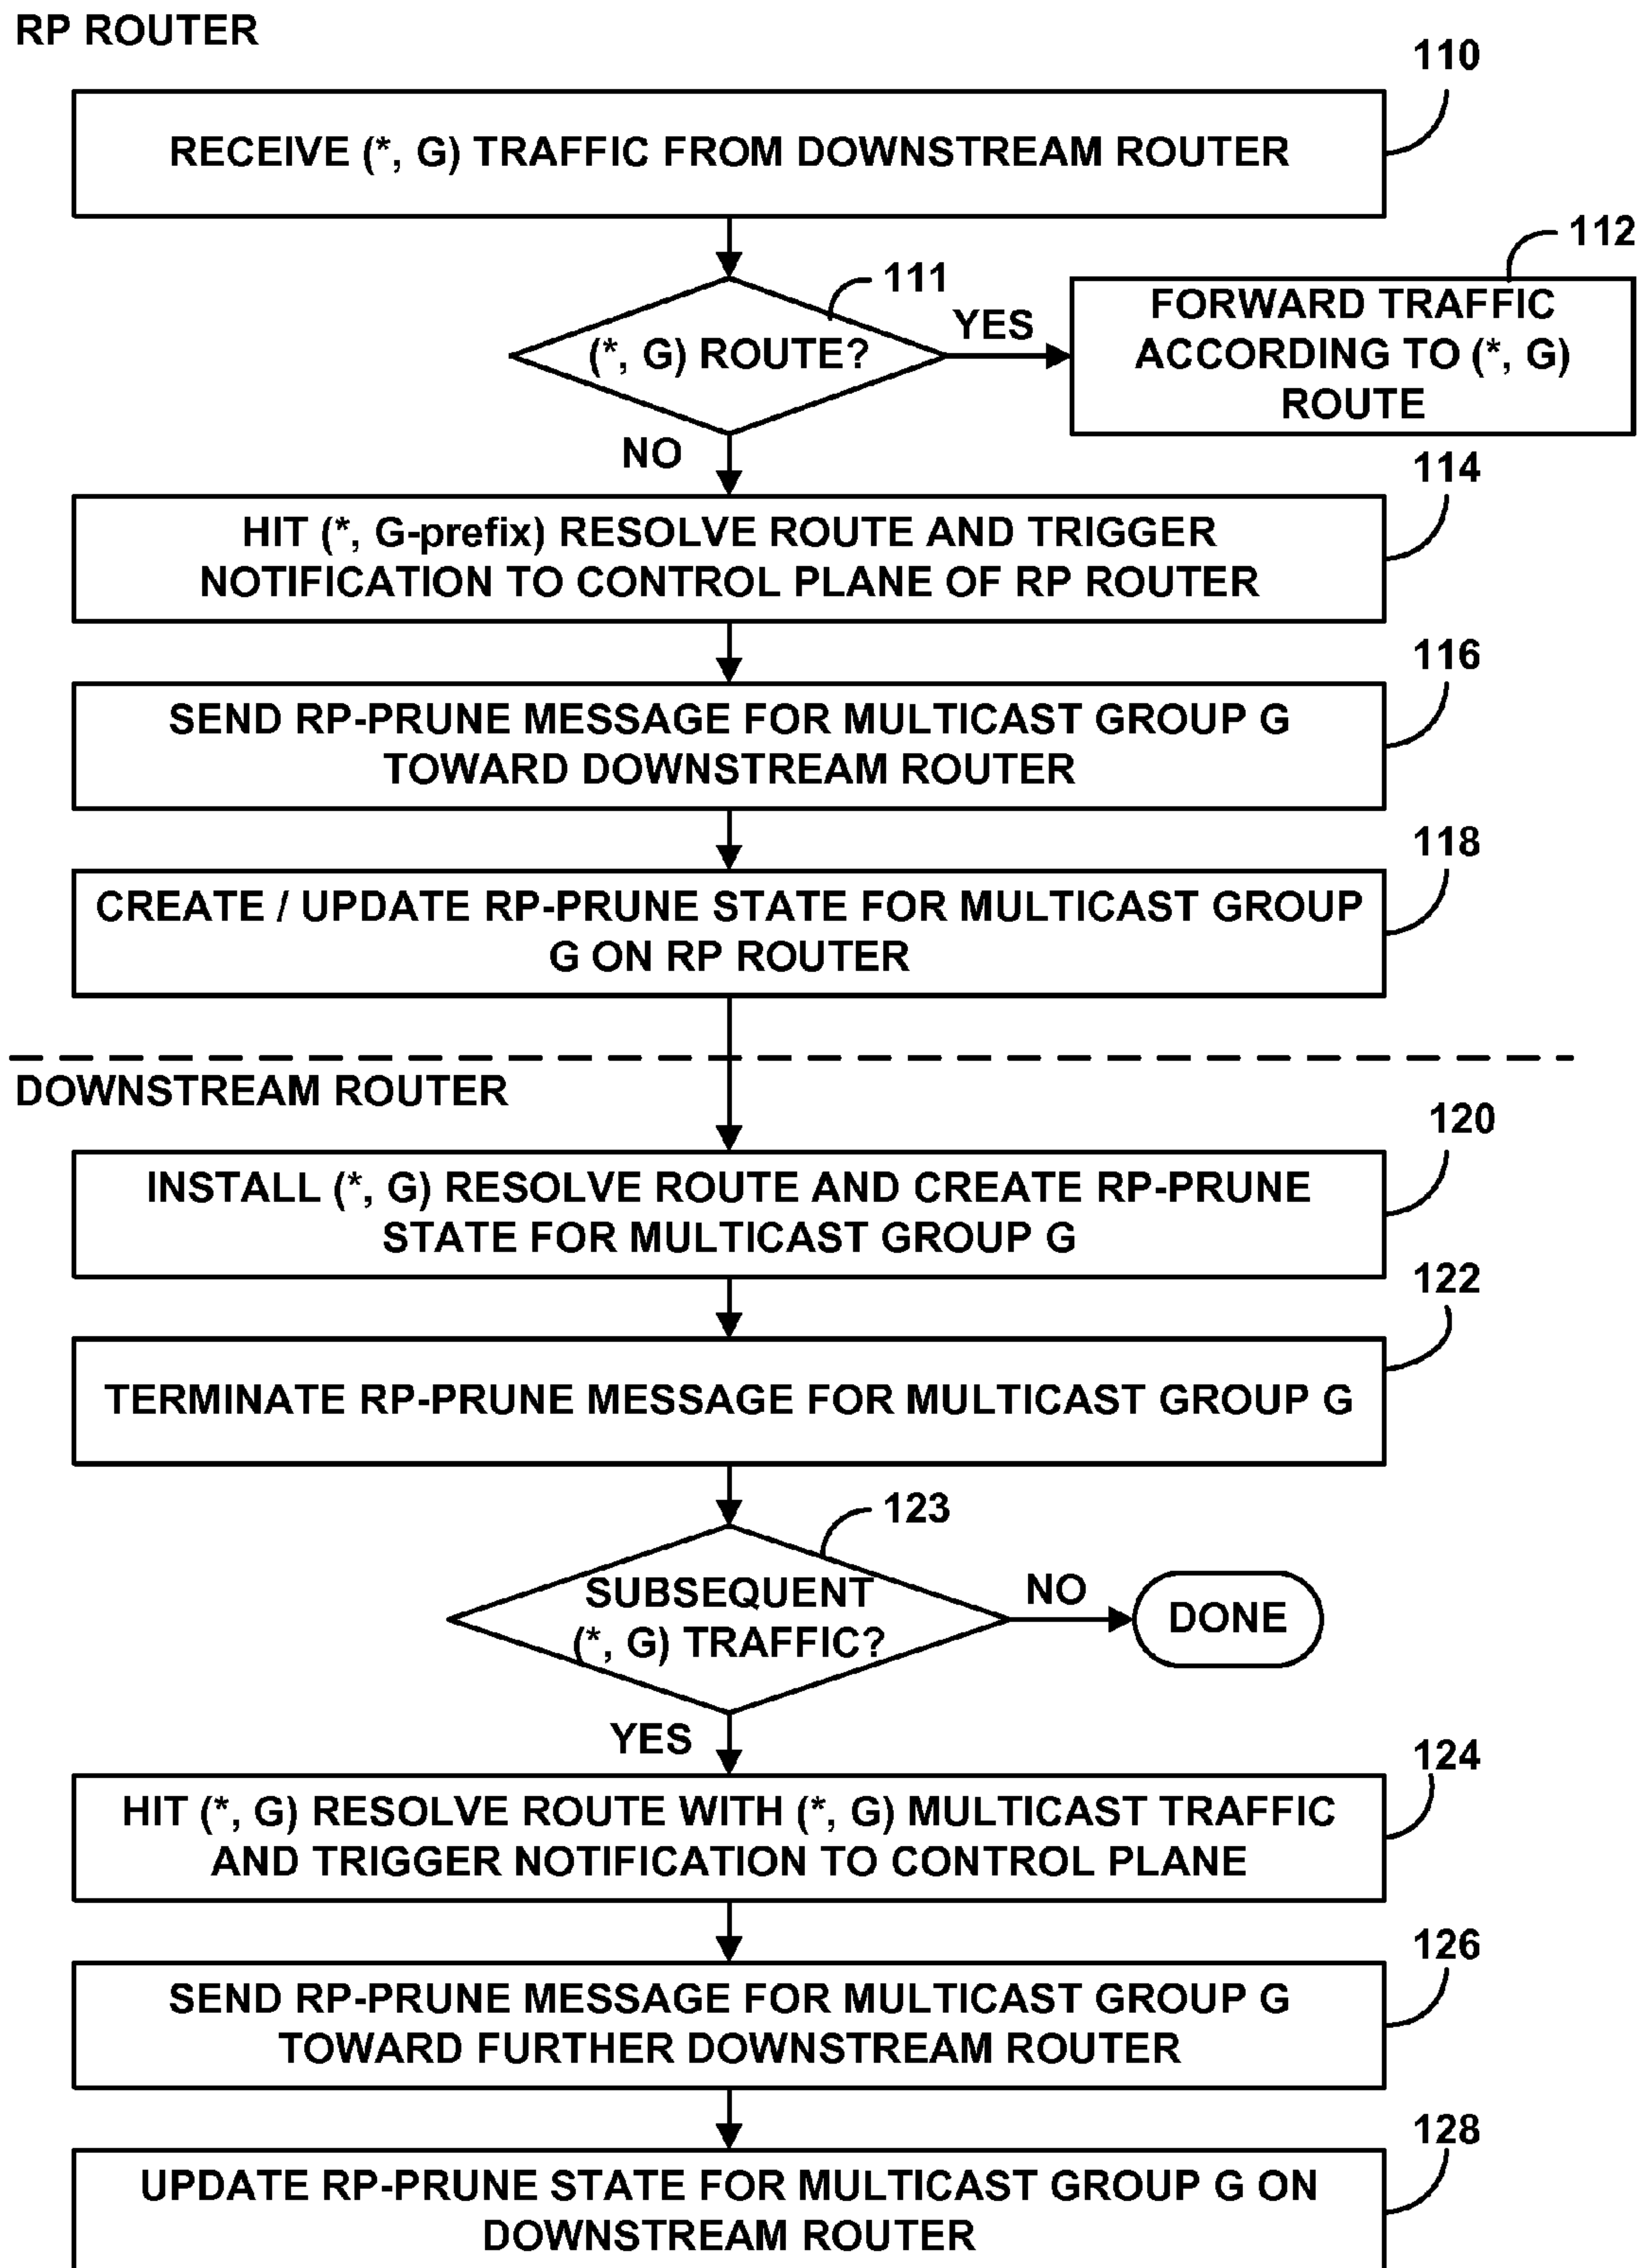 RP ROUTER
110
RECEIVE (*, G) TRAFFIC FROM DOWNSTREAM ROUTER
112
111
(*, G) ROUTE?
YES
FORWARD TRAFFIC
ACCORDING TO (*, G)
ROUTE
NO
114
HIT (*, G-prefix) RESOLVE ROUTE AND TRIGGER
NOTIFICATION TO CONTROL PLANE OF RP ROUTER
116
SEND RP-PRUNE MESSAGE FOR MULTICAST GROUP G
TOWARD DOWNSTREAM ROUTER
118
CREATE / UPDATE RP-PRUNE STATE FOR MULTICAST GROUP
G ON RP ROUTER
DOWNSTREAM ROUTER
120
INSTALL (*, G) RESOLVE ROUTE AND CREATE RP-PRUNE
STATE FOR MULTICAST GROUP G
122
TERMINATE RP-PRUNE MESSAGE FOR MULTICAST GROUP G
123
SUBSEQUENT
(*, G) TRAFFIC?
NO
DONE
YES
124
HIT (*, G) RESOLVE ROUTE WITH (*, G) MULTICAST TRAFFIC
AND TRIGGER NOTIFICATION TO CONTROL PLANE
126
SEND RP-PRUNE MESSAGE FOR MULTICAST GROUP G
TOWARD FURTHER DOWNSTREAM ROUTER
128
UPDATE RP-PRUNE STATE FOR MULTICAST GROUP G ON
DOWNSTREAM ROUTER